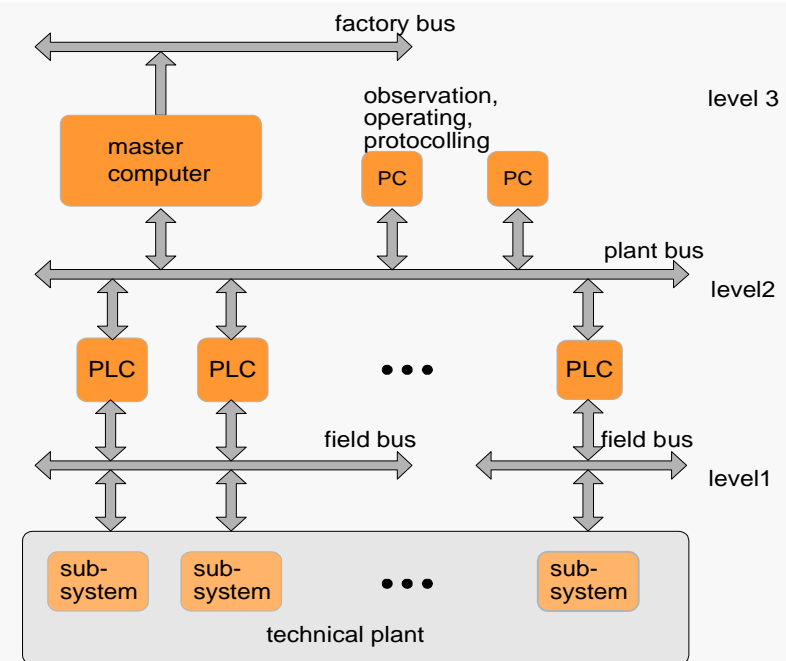 factory bus
observation,
operating,
protocolling
level 3
master
computer
PC
PC
plant bus
level2
PLC
PLC
PLC
field bus
field bus
level1
sub-
system
sub-
system
sub-
system
technical plant